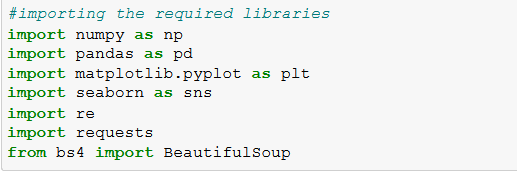 #importing the required libraries
import numpy as np
import pandas as pd
import matplotlib.pyplot as plt
import seaborn as sns
import re
import requests
from bs4 import BeautifulSoup